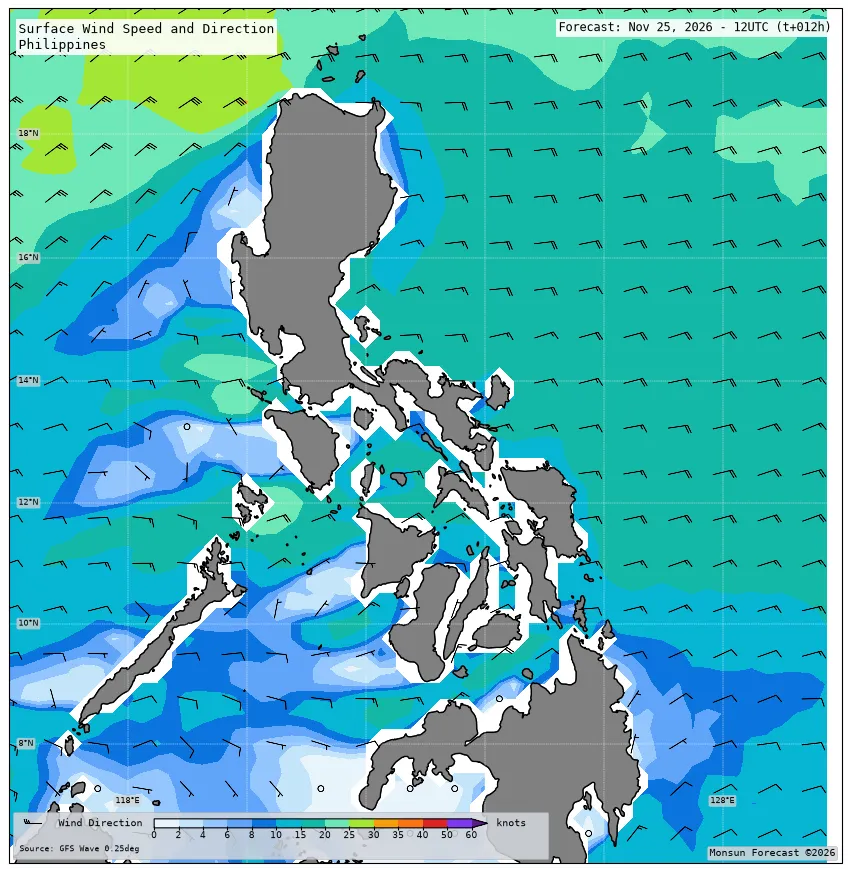 Surface Wind Speed and Direction
Philippines
Forecast: Nov 25, 2026 - 12UTC (t+012h)
18°N
16°N
14°N
12°N
10°N
8°N
118°E
128°E
Wind Direction
knots
0 2 4 6 8 10 15 20 25 30 35 40 50 60
Source: GFS Wave 0.25deg
Monsun Forecast ©2026